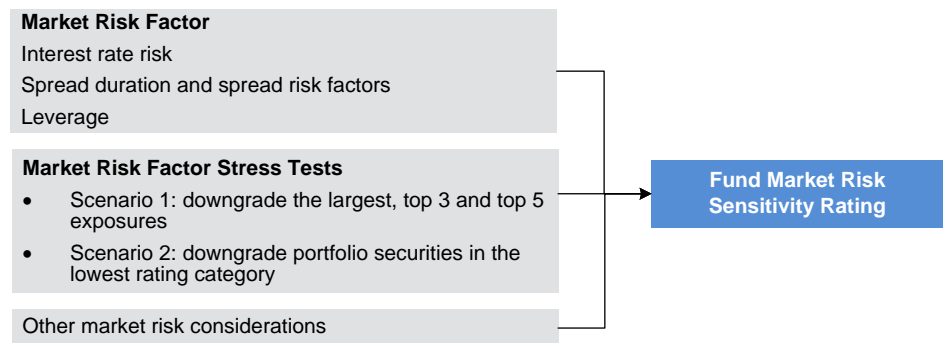 Market Risk Factor
Interest rate risk
Spread duration and spread risk factors
Leverage
Market Risk Factor Stress Tests
• Scenario 1: downgrade the largest, top 3 and top 5
exposures
• Scenario 2: downgrade portfolio securities in the
lowest rating category
Other market risk considerations
Fund Market Risk
Sensitivity Rating